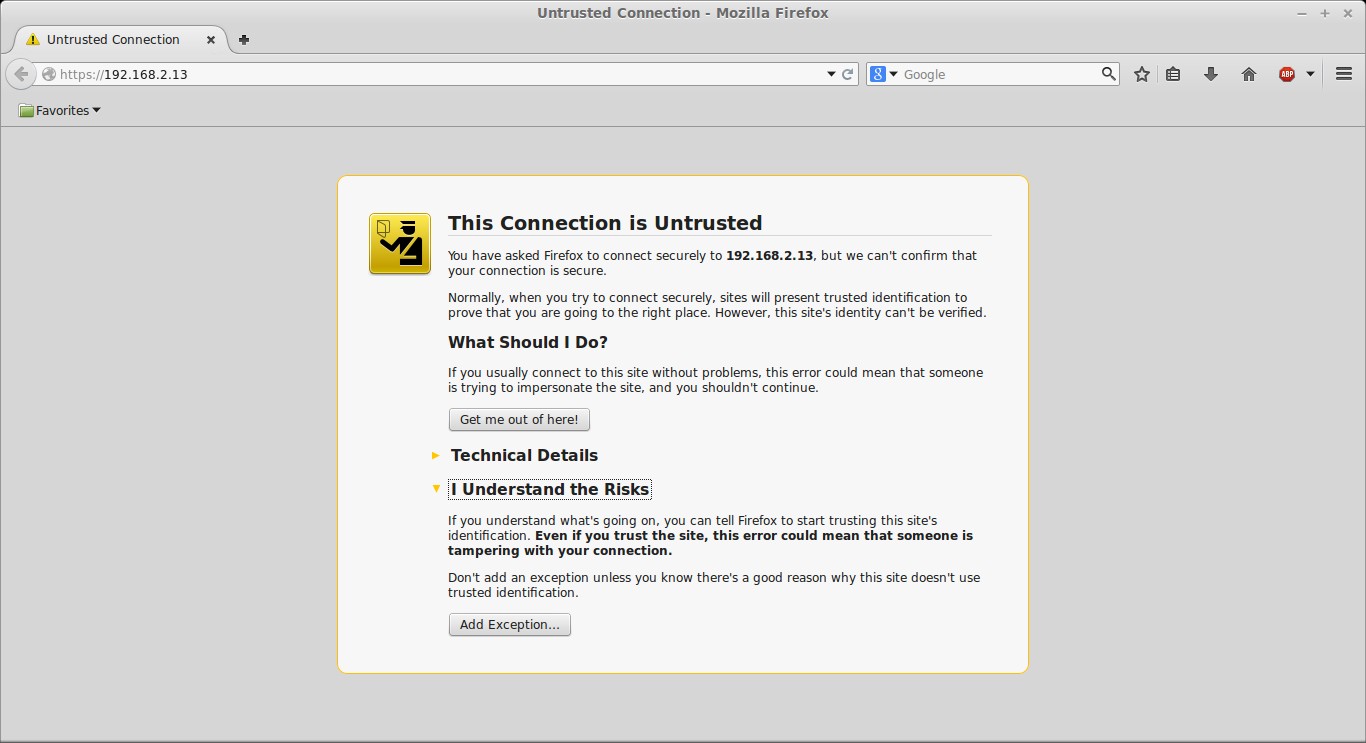 Untrusted Connection - Mozilla Firefox
Untrusted Connection
https://192.168.2.13
8
Google
ABP
Favorites
This Connection is Untrusted
You have asked Firefox to connect securely to 192.168.2.13, but we can't confirm that
your connection is secure.
Normally, when you try to connect securely, sites will present trusted identification to
prove that you are going to the right place. However, this site's identity can't be verified.
What Should I Do?
If you usually connect to this site without problems, this error could mean that someone
is trying to impersonate the site, and you shouldn't continue.
Get me out of here!
Technical Details
I Understand the Risks
If you understand what's going on, you can tell Firefox to start trusting this site's
identification. Even if you trust the site, this error could mean that someone is
tampering with your connection.
Don't add an exception unless you know there's a good reason why this site doesn't use
trusted identification.
Add Exception...